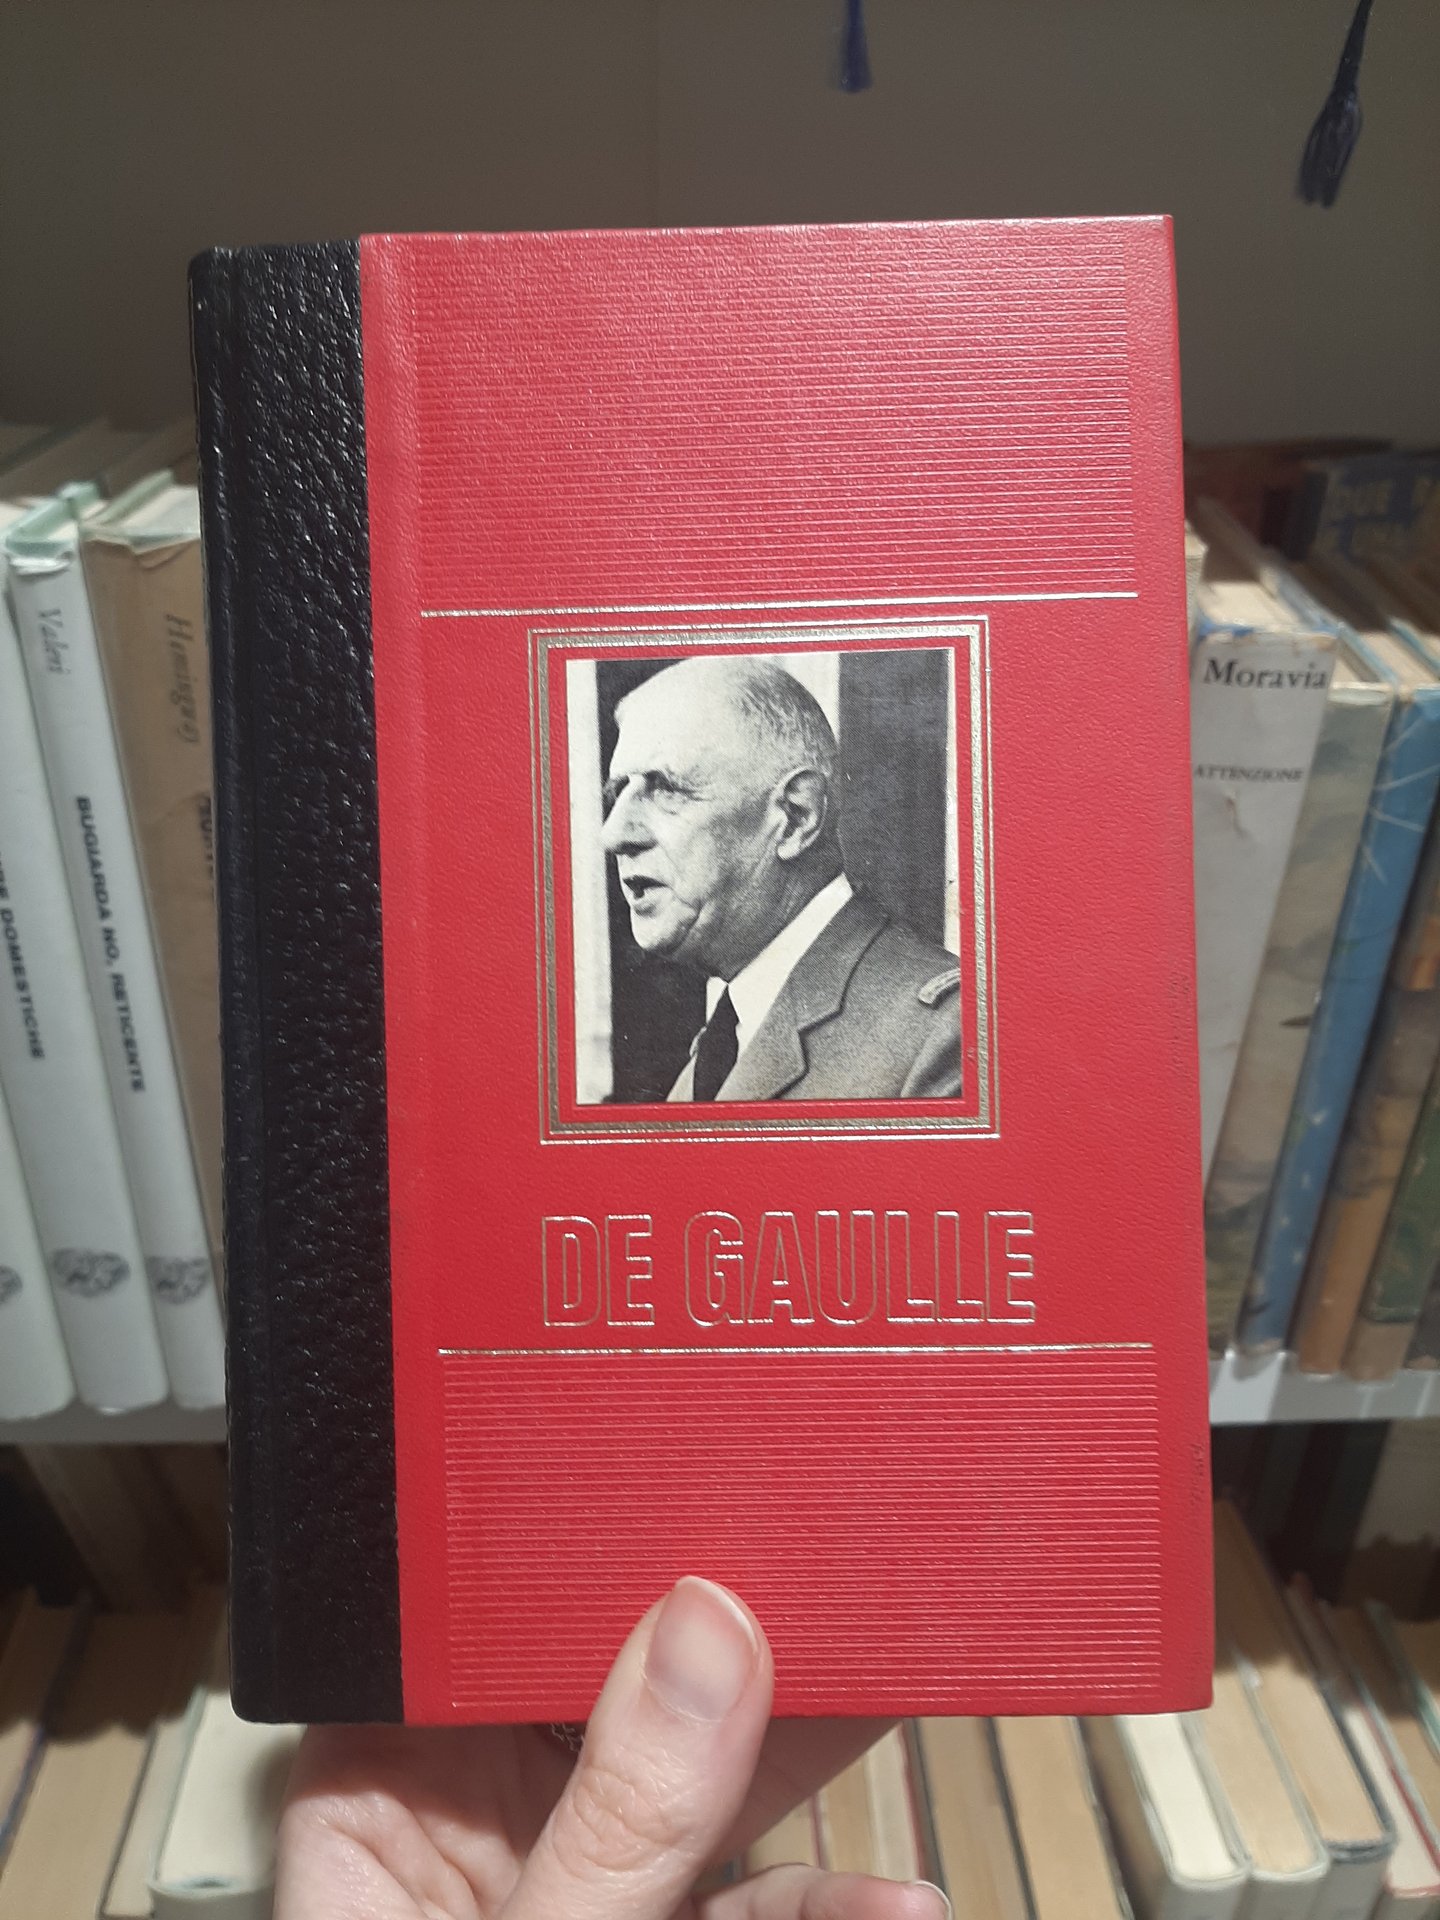 DE GAULLE
Valeri
BUGIARDA NO, RETICENTE
DOMESTICHE
Moravia
ATTENZIONE